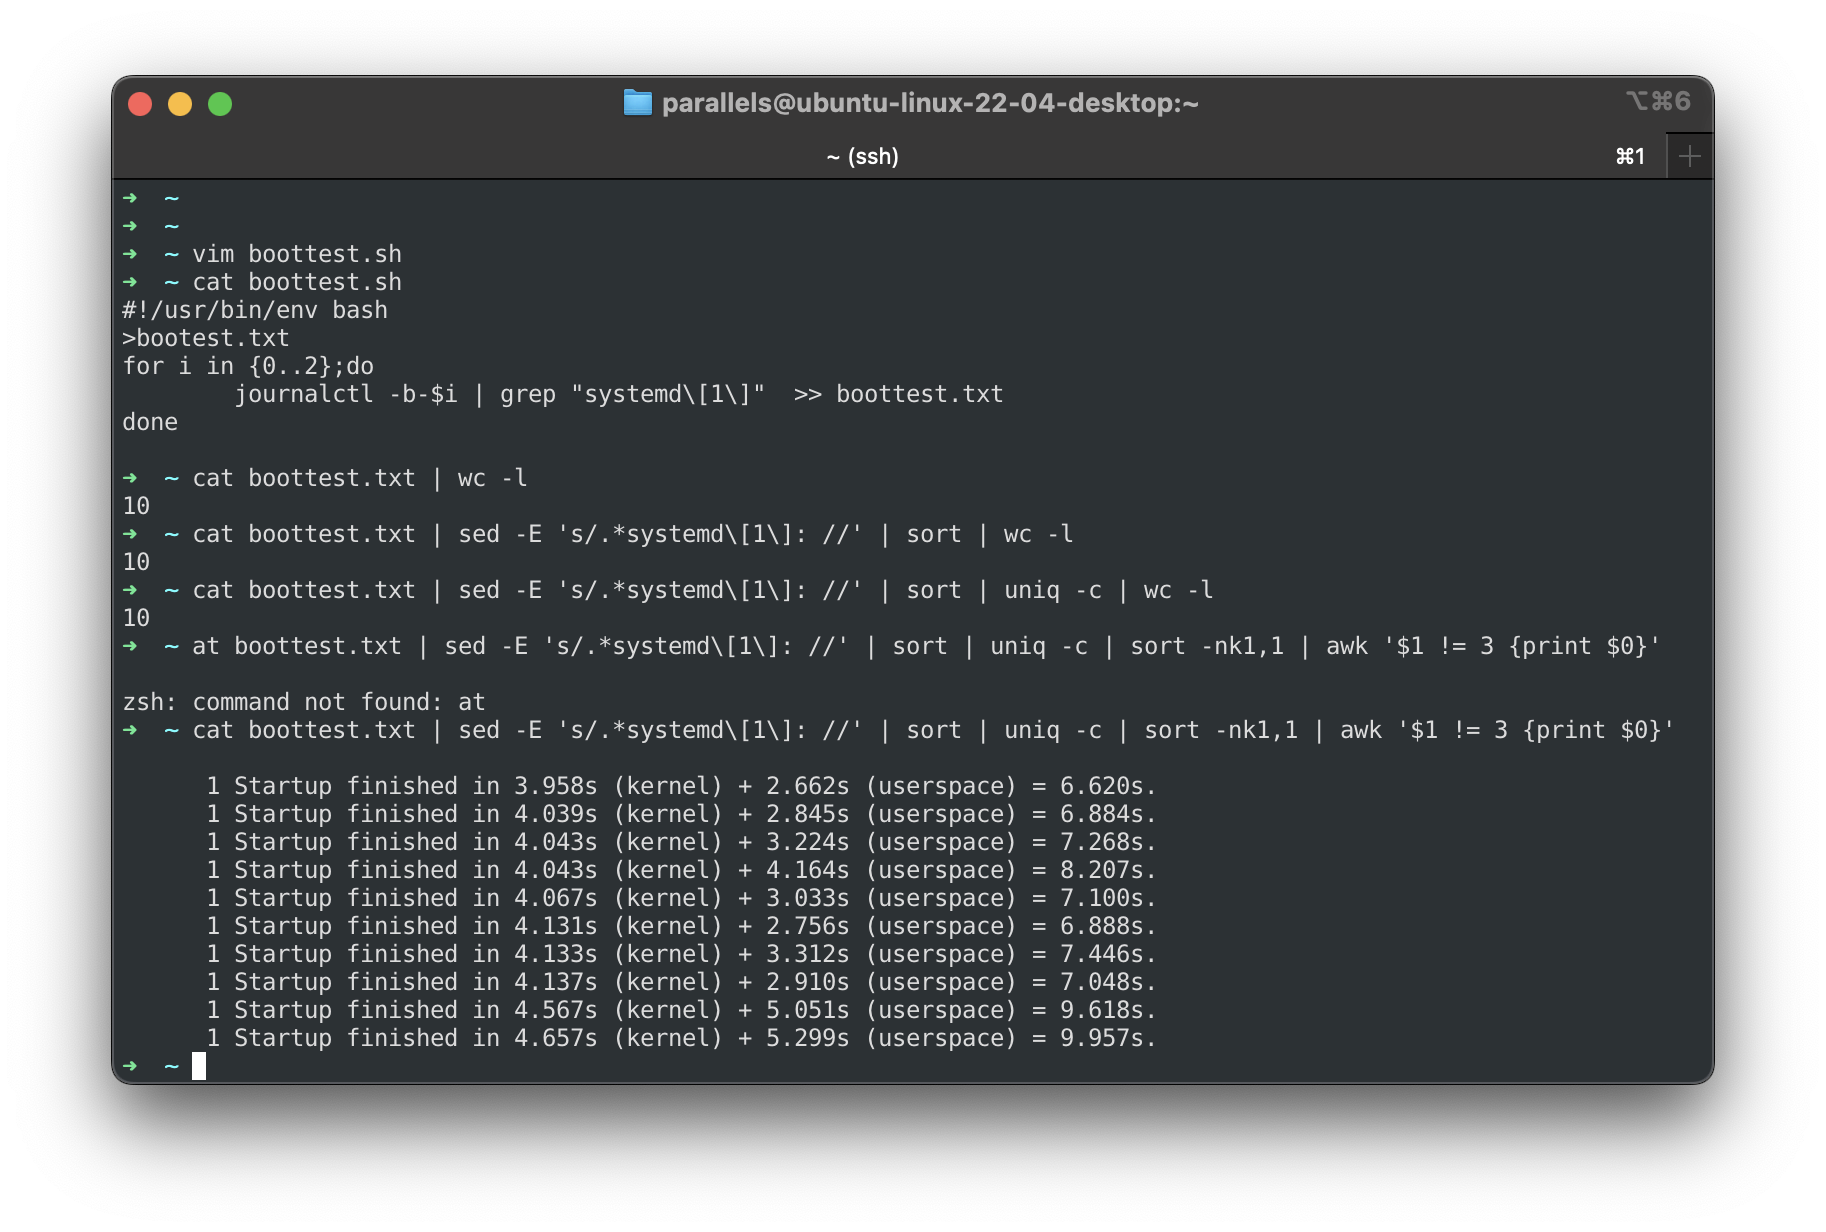 parallels@ubuntu-linux-22-04-desktop:~
⌥⌘6
~ (ssh)
⌘1
➜  ~
➜  ~
➜  ~ vim boottest.sh
➜  ~ cat boottest.sh
#!/usr/bin/env bash
>bootest.txt
for i in {0..2};do
        journalctl -b-$i | grep "systemd\[1\]"  >> boottest.txt
done
➜  ~ cat boottest.txt | wc -l
10
➜  ~ cat boottest.txt | sed -E 's/.*systemd\[1\]: //' | sort | wc -l
10
➜  ~ cat boottest.txt | sed -E 's/.*systemd\[1\]: //' | sort | uniq -c | wc -l
10
➜  ~ at boottest.txt | sed -E 's/.*systemd\[1\]: //' | sort | uniq -c | sort -nk1,1 | awk '$1 != 3 {print $0}'
zsh: command not found: at
➜  ~ cat boottest.txt | sed -E 's/.*systemd\[1\]: //' | sort | uniq -c | sort -nk1,1 | awk '$1 != 3 {print $0}'
      1 Startup finished in 3.958s (kernel) + 2.662s (userspace) = 6.620s.
      1 Startup finished in 4.039s (kernel) + 2.845s (userspace) = 6.884s.
      1 Startup finished in 4.043s (kernel) + 3.224s (userspace) = 7.268s.
      1 Startup finished in 4.043s (kernel) + 4.164s (userspace) = 8.207s.
      1 Startup finished in 4.067s (kernel) + 3.033s (userspace) = 7.100s.
      1 Startup finished in 4.131s (kernel) + 2.756s (userspace) = 6.888s.
      1 Startup finished in 4.133s (kernel) + 3.312s (userspace) = 7.446s.
      1 Startup finished in 4.137s (kernel) + 2.910s (userspace) = 7.048s.
      1 Startup finished in 4.567s (kernel) + 5.051s (userspace) = 9.618s.
      1 Startup finished in 4.657s (kernel) + 5.299s (userspace) = 9.957s.
➜  ~